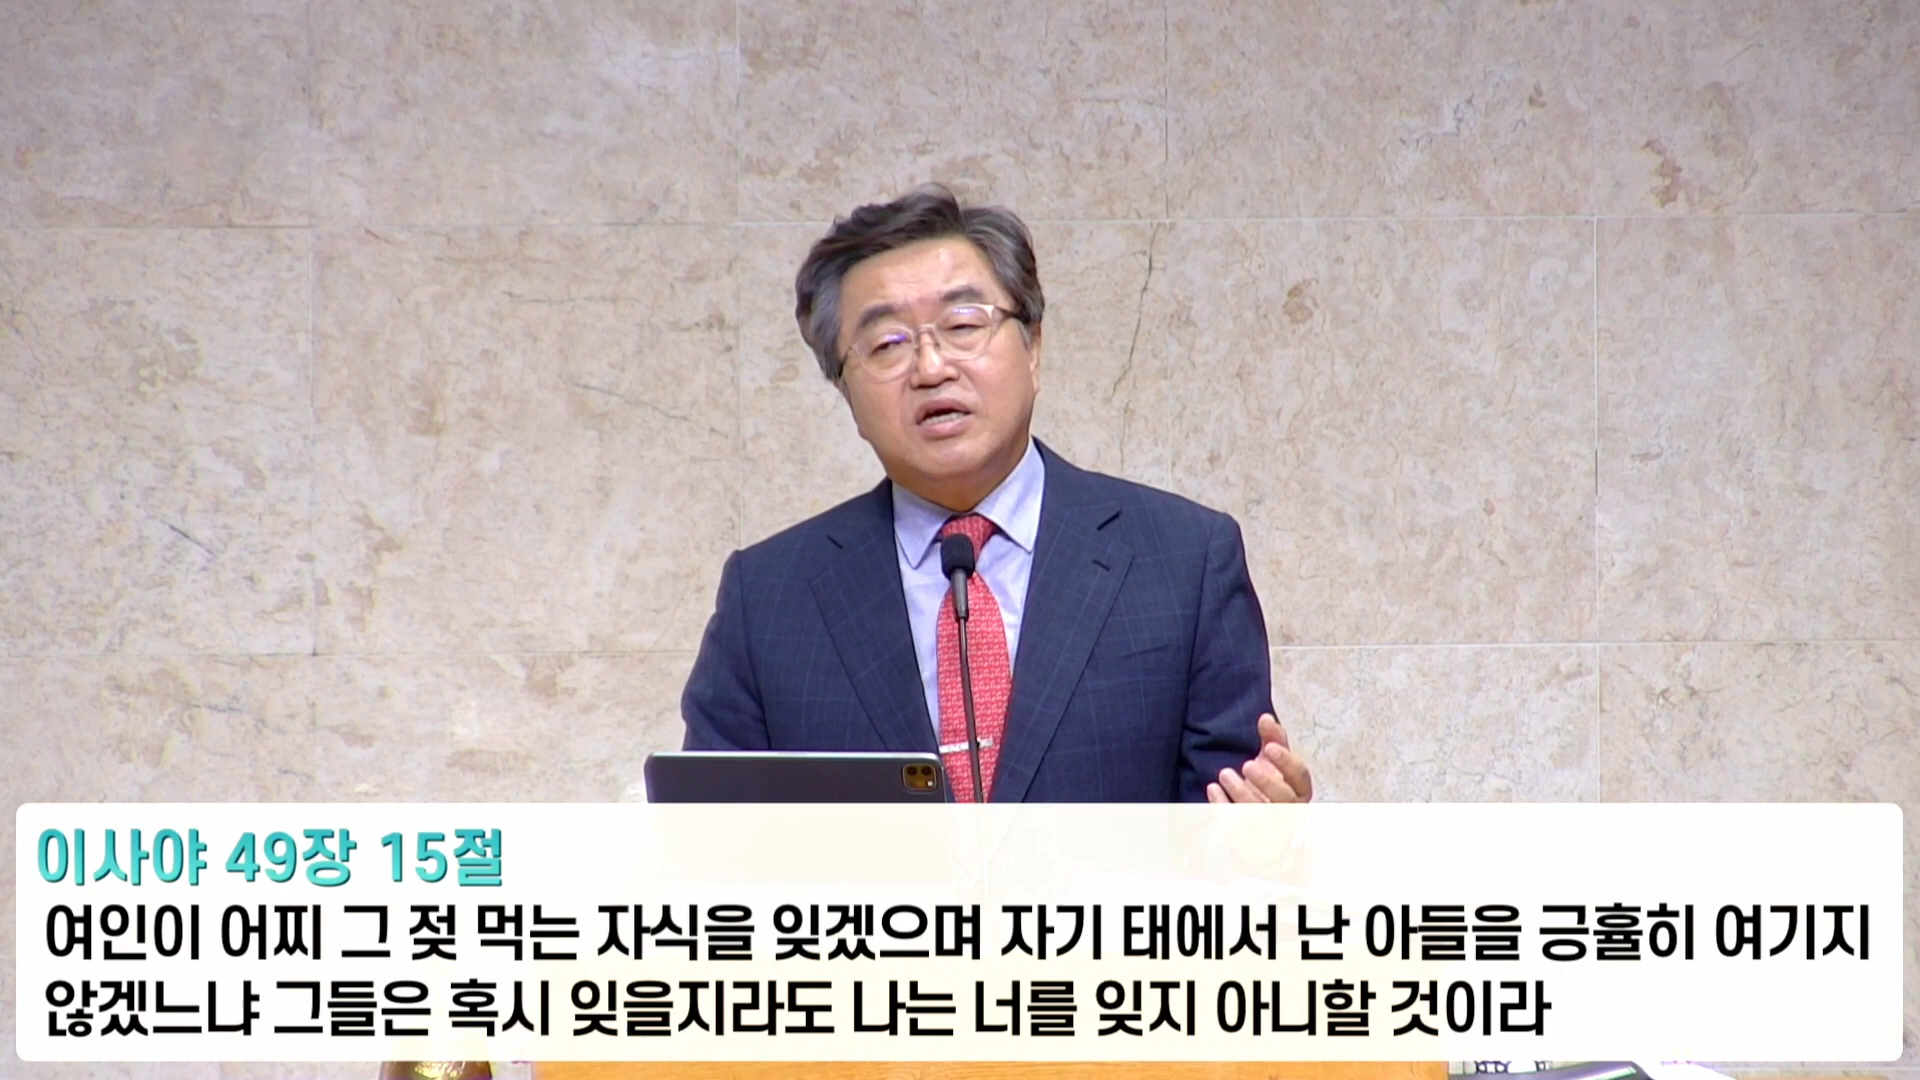 이사야 49장 15절
여인이 어찌 그 젖 먹는 자식을 잊겠으며 자기 태에서 난 아들을 긍휼히 여기지
않겠느냐 그들은 혹시 잊을지라도 나는 너를 잊지 아니할 것이라